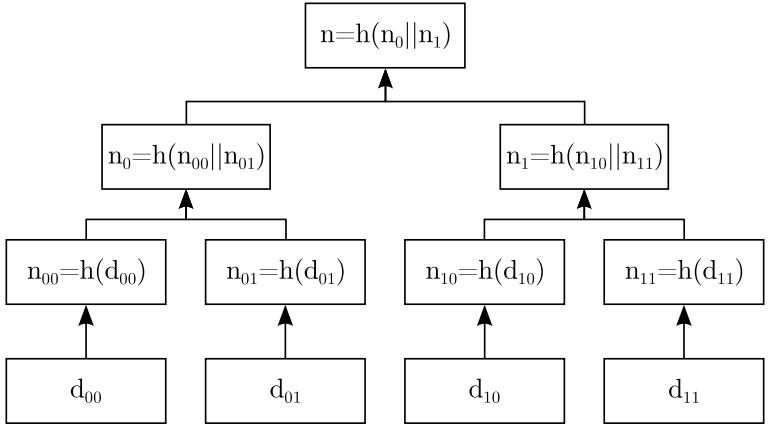 n=h(n₀||n₁)
n₀=h(n₀₀||n₀₁)
n₁=h(n₁₀||n₁₁)
n₀₀=h(d₀₀)
n₀₁=h(d₀₁)
n₁₀=h(d₁₀)
n₁₁=h(d₁₁)
d₀₀
d₀₁
d₁₀
d₁₁